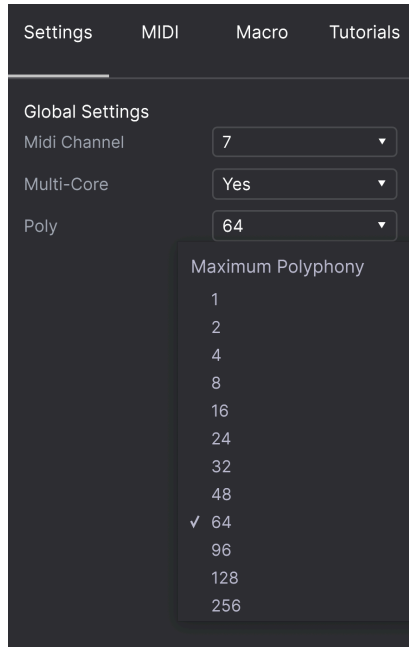 Settings MIDI Macro Tutorials
Global Settings
Midi Channel 7
Multi-Core Yes
Poly 64
Maximum Polyphony
1
2
4
8
16
24
32
48
✓ 64
96
128
256